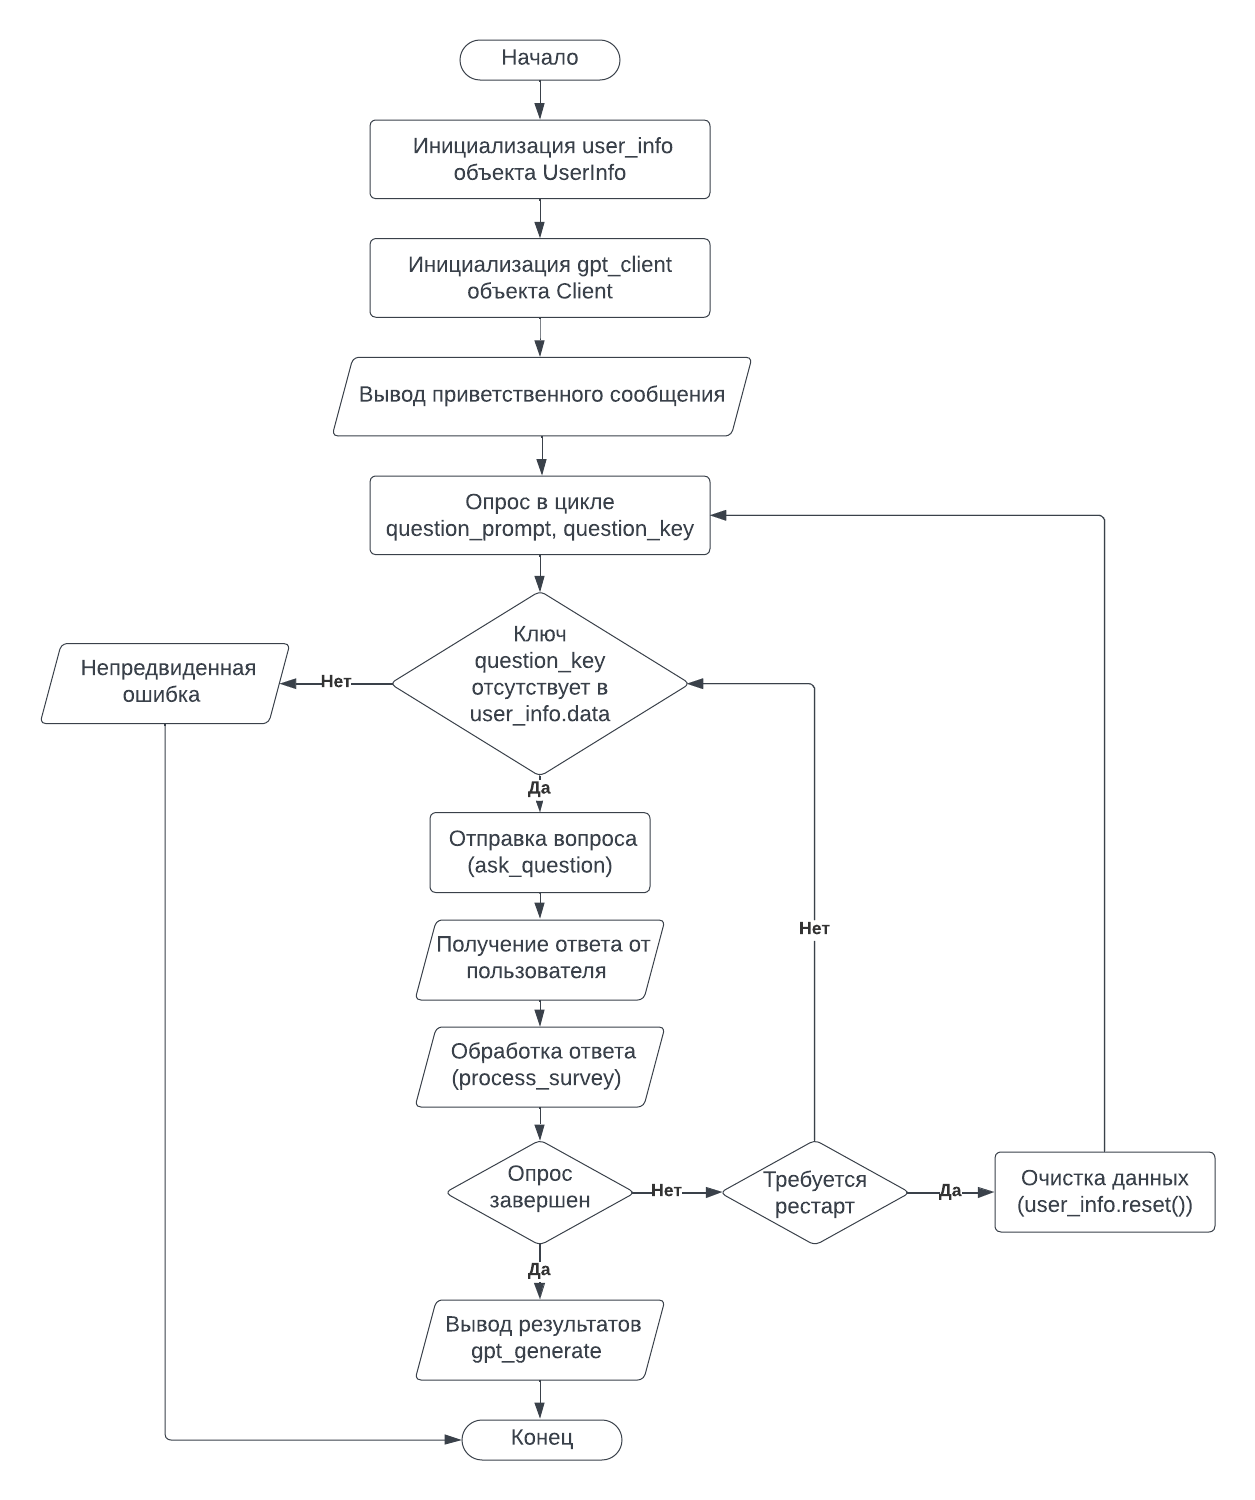 Начало
Инициализация user_info
объекта UserInfo
Инициализация gpt_client
объекта Client
Вывод приветственного сообщения
Опрос в цикле
question_prompt, question_key
Ключ
question_key
отсутствует в
user_info.data
Нет
Непредвиденная
ошибка
Да
Отправка вопроса
(ask_question)
Получение ответа от
пользователя
Обработка ответа
(process_survey)
Опрос
завершен
Нет
Требуется
рестарт
Нет
Да
Очистка данных
(user_info.reset())
Да
Вывод результатов
gpt_generate
Конец